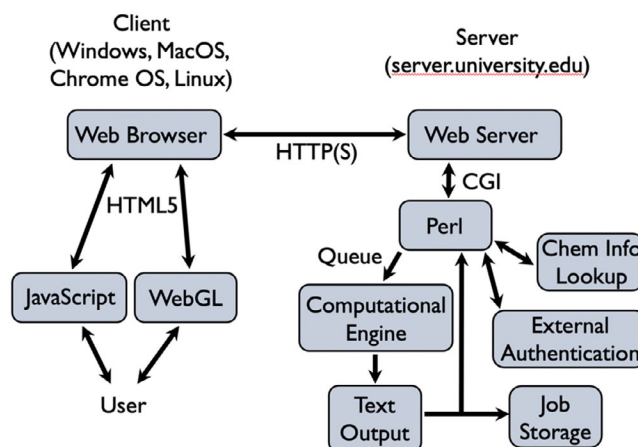 Client
(Windows, MacOS,
Chrome OS, Linux)
Server
(server.university.edu)
Web Browser
HTTP(S)
Web Server
HTML5
CGI
Perl
JavaScript
WebGL
User
Queue
Computational
Engine
Chem Info
Lookup
External
Authentication
Text
Output
Job
Storage